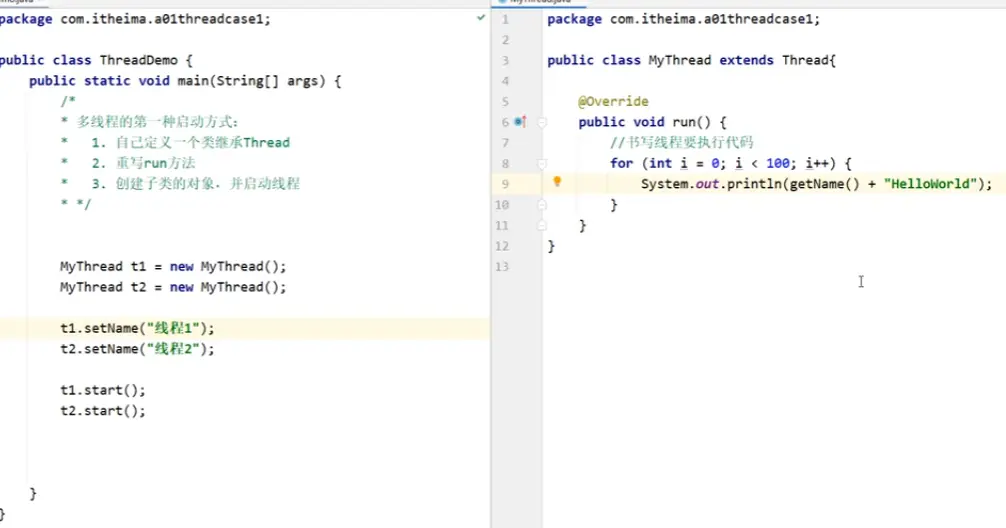 package com.itheima.a01threadcase1;
public class ThreadDemo {
public static void main(String[] args) {
/*
* 多线程的第一种启动方式：
* 1. 自己定义一个类继承Thread
* 2. 重写run方法
* 3. 创建子类的对象，并启动线程
* */
MyThread t1 = new MyThread();
MyThread t2 = new MyThread();
t1.setName("线程1");
t2.setName("线程2");
t1.start();
t2.start();
}
}
1 package com.itheima.a01threadcase1;
2
3 public class MyThread extends Thread{
4
5 @Override
6 public void run() {
7 //书写线程要执行代码
8 for (int i = 0; i < 100; i++) {
9 System.out.println(getName() + "HelloWorld");
10 }
11 }
12 }
13